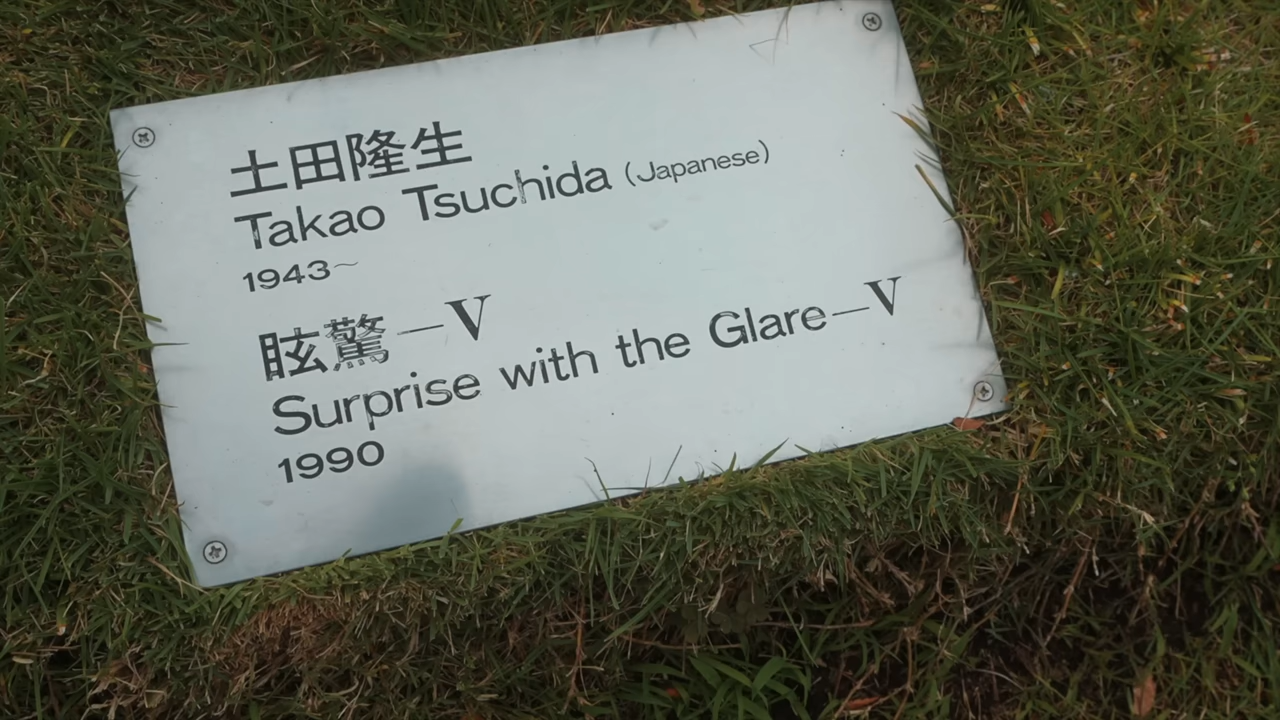 土田隆生
Takao Tsuchida (Japanese)
1943~
眩驚—V
Surprise with the Glare—V
1990